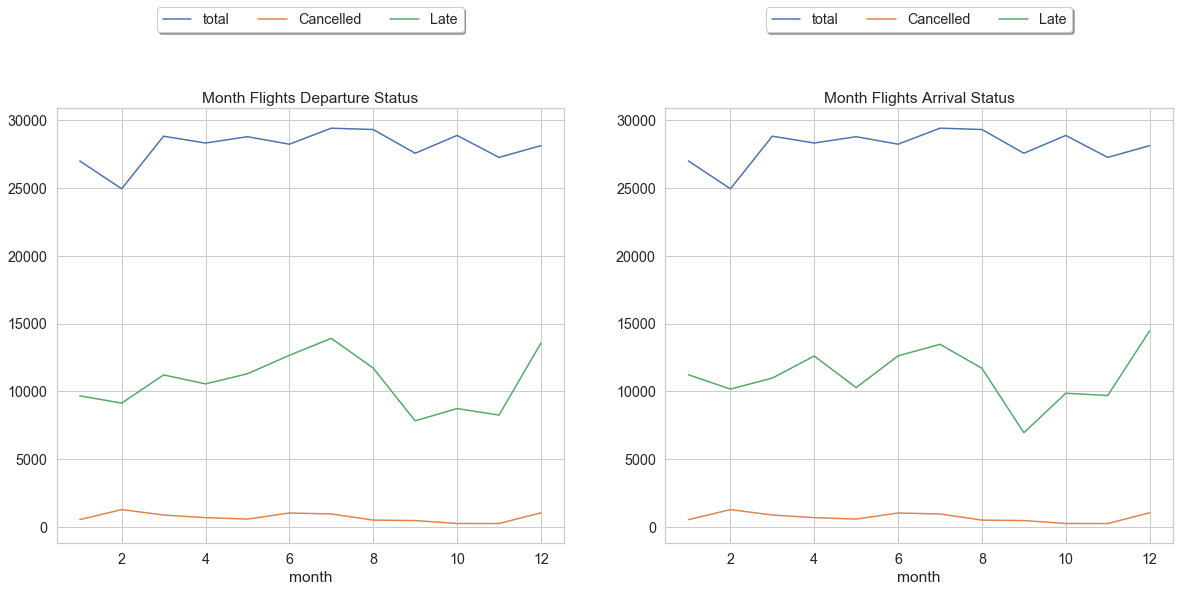 total Cancelled Late
Month Flights Departure Status
30000
25000
20000
15000
10000
5000
0
2 4 6 8 10 12
month
total Cancelled Late
Month Flights Arrival Status
30000
25000
20000
15000
10000
5000
0
2 4 6 8 10 12
month